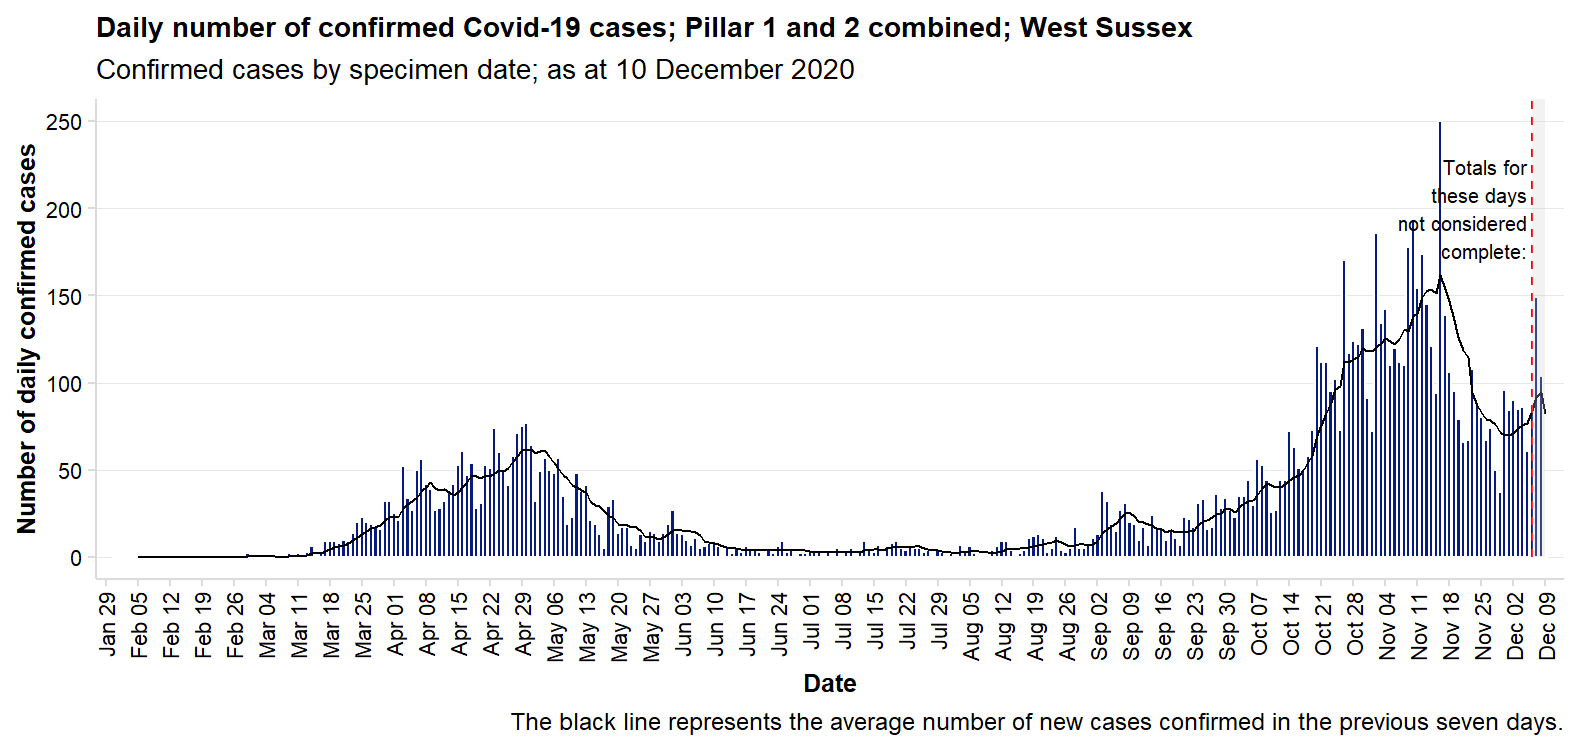 Daily number of confirmed Covid-19 cases; Pillar 1 and 2 combined; West Sussex
Confirmed cases by specimen date; as at 10 December 2020
Number of daily confirmed cases
250
200
150
100
50
0
Totals for
these days
not considered
complete:
Jan 29
Feb 05
Feb 12
Feb 19
Feb 26
Mar 04
Mar 11
Mar 18
Mar 25
Apr 01
Apr 08
Apr 15
Apr 22
Apr 29
May 06
May 13
May 20
May 27
Jun 03
Jun 10
Jun 17
Jun 24
Jul 01
Jul 08
Jul 15
Jul 22
Jul 29
Aug 05
Aug 12
Aug 19
Aug 26
Sep 02
Sep 09
Sep 16
Sep 23
Sep 30
Oct 07
Oct 14
Oct 21
Oct 28
Nov 04
Nov 11
Nov 18
Nov 25
Dec 02
Dec 09
Date
The black line represents the average number of new cases confirmed in the previous seven days.